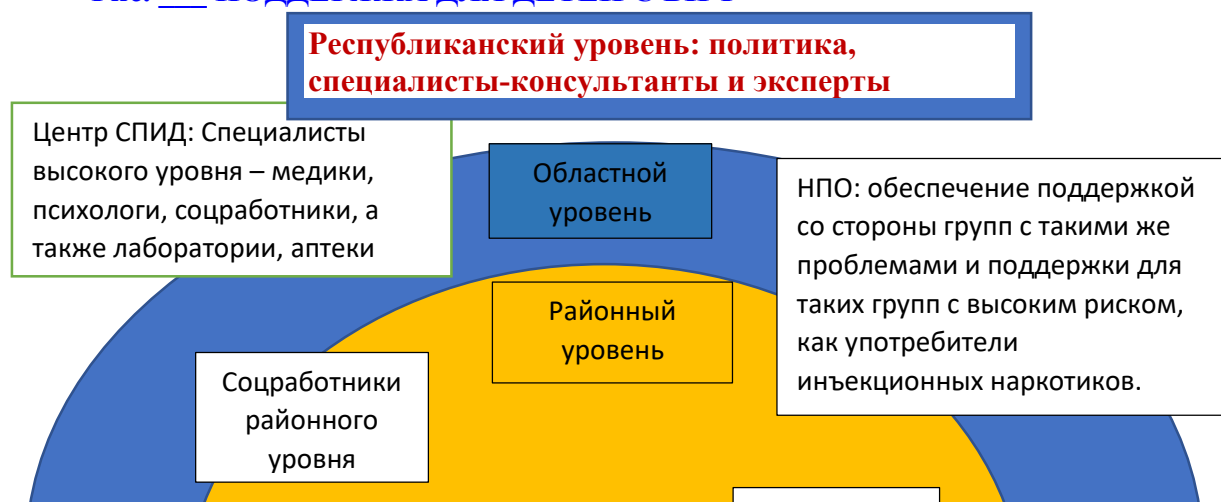 Республиканский уровень: политика,
специалисты-консультанты и эксперты
Центр СПИД: Специалисты
высокого уровня – медики,
психологи, соцработники, а
также лаборатории, аптеки
Областной
уровень
НПО: обеспечение поддержкой
со стороны групп с такими же
проблемами и поддержки для
таких групп с высоким риском,
как употребители
инъекционных наркотиков.
Районный
уровень
Соцработники
районного
уровня